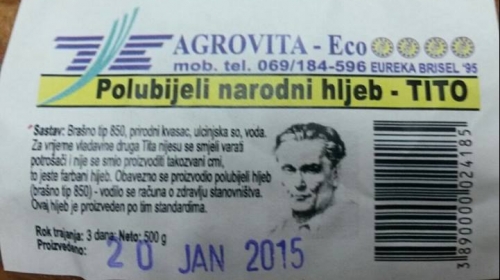 AGROVITA - Eco
mob. tel. 069/184-596 EUREKA BRISEL '95
Polubijeli narodni hljeb - TITO
Sastav: Brašno tip 850, prirodni kvasac, ulcinjska so, voda.
Za vrijeme vladavine druga Tita nijesu se smjeli varati
potrošači i nije se smio proizvoditi takozvani crni,
to jeste farbani hljeb. Obavezno se proizvodio polubijeli hljeb
(brašno tip 850) - vodilo se računa o zdravlju stanovništva.
Ovaj hljeb je proizveden po tim standardima.
Rok trajanja: 3 dana; Neto: 500 g
Proizvedeno:
20 JAN 2015
3890000024185